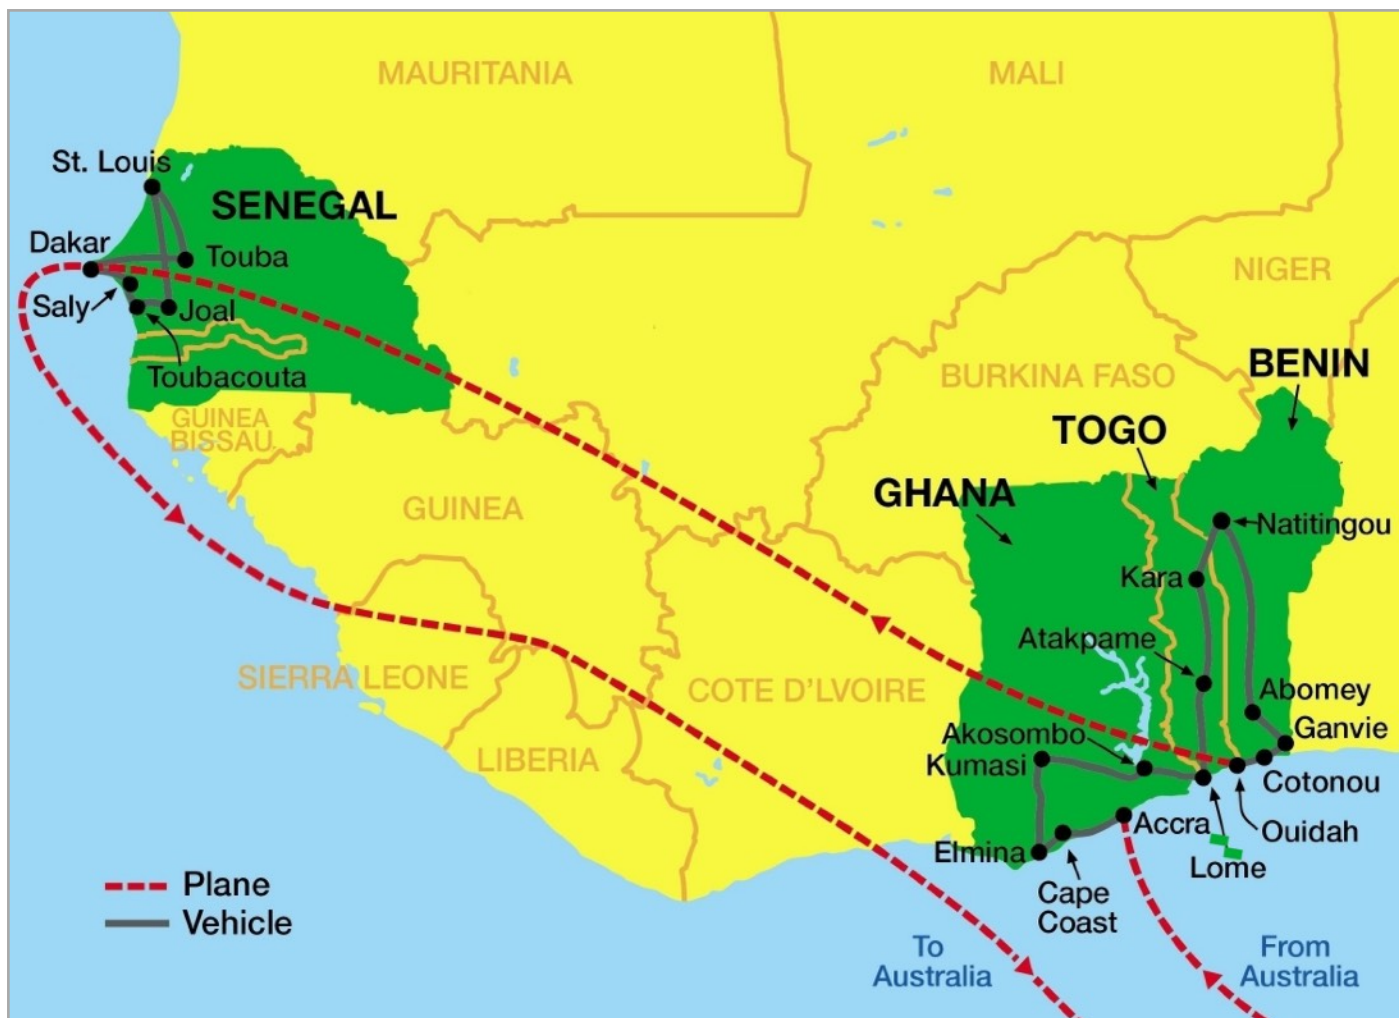 MAURITANIA
MALI
St. Louis
SENEGAL
Dakar
Touba
NIGER
Saly
Joal
BENIN
Toubacouta
BURKINA FASO
GUINEA
BISSAU
TOGO
GHANA
GUINEA
Natitingou
Kara
Atakpame
SIERRA LEONE
COTE D'LVOIRE
Abomey
Ganvie
Akosombo
LIBERIA
Kumasi
Cotonou
Accra
Ouidah
Elmina
Lome
Plane
Cape
Coast
Vehicle
To
Australia
From
Australia